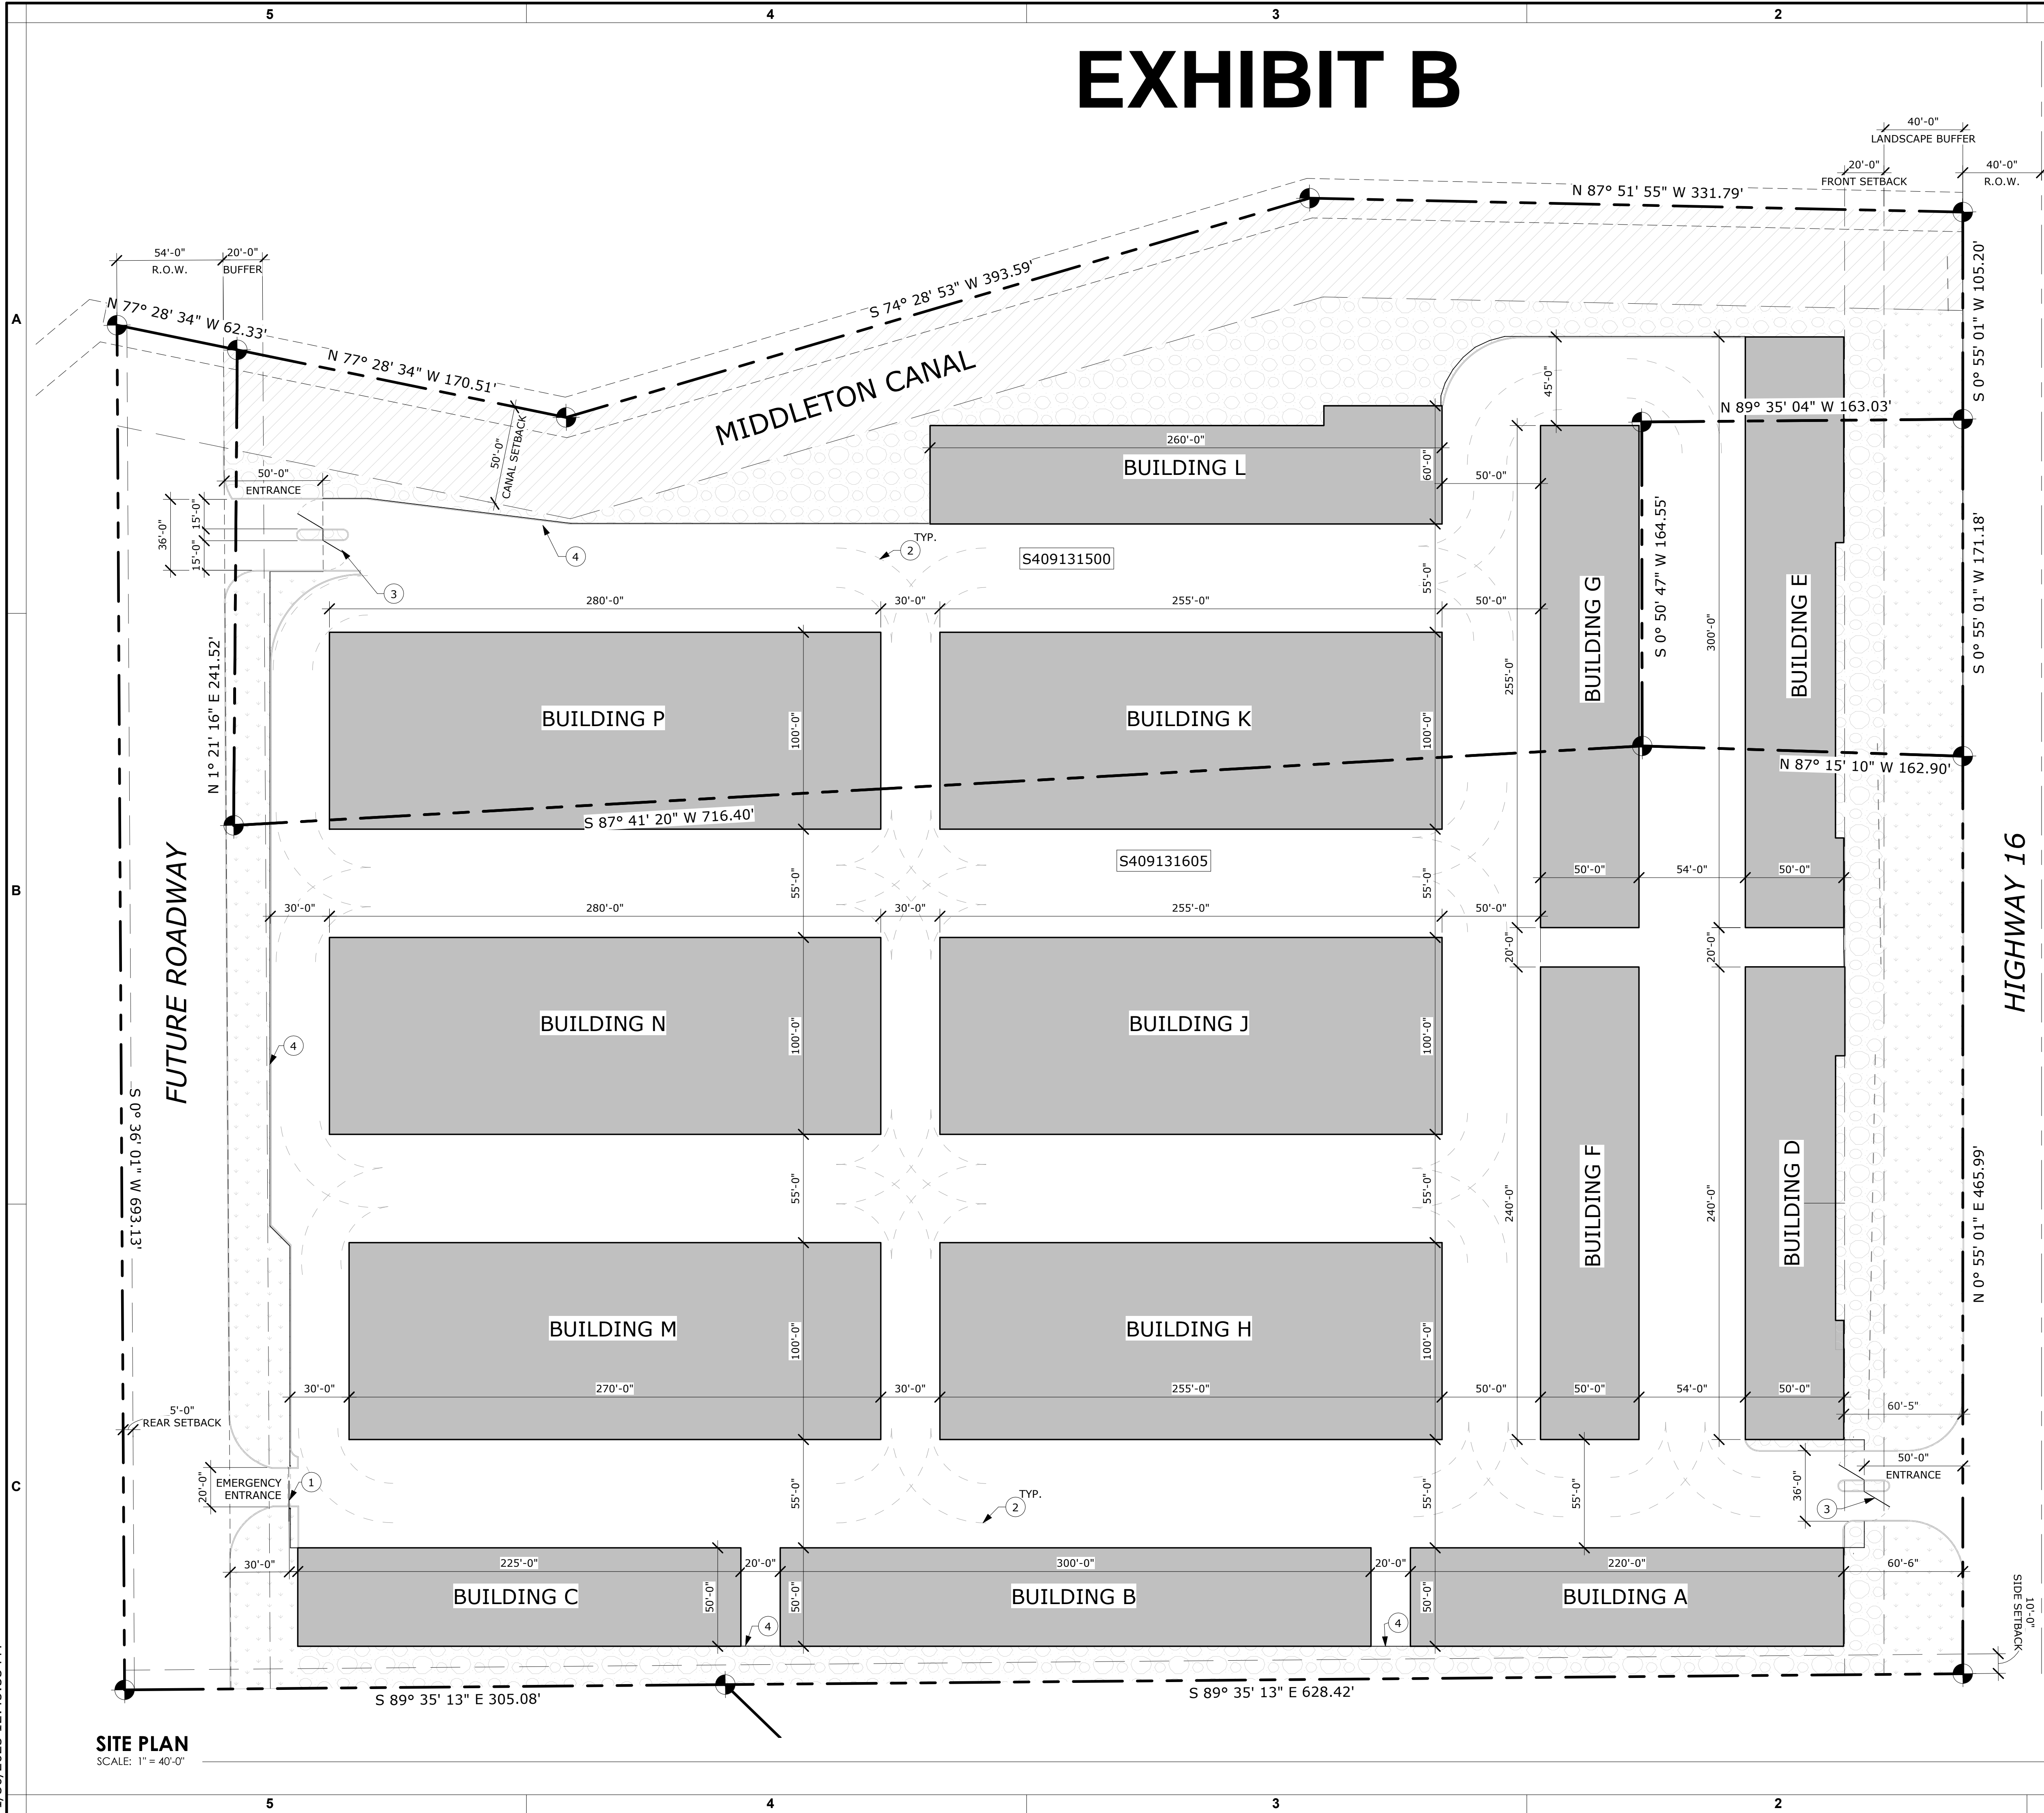 5
4
3
2
EXHIBIT B
40'-0"
LANDSCAPE BUFFER
20'-0"
FRONT SETBACK
40'-0"
R.O.W.
N 87° 51' 55" W 331.79'
54'-0"
R.O.W.
20'-0"
BUFFER
N 77° 28' 34" W 62.33'
N 77° 28' 34" W 170.51'
S 74° 28' 53" W 393.59'
S 0° 55' 01" W 105.20'
A
MIDDLETON CANAL
50'-0"
CANAL SETBACK
45'-0"
N 89° 35' 04" W 163.03'
260'-0"
BUILDING L
60'-0"
50'-0"
50'-0"
ENTRANCE
36'-0"
15'-0"
15'-0"
3
4
2
TYP.
S409131500
55'-0"
S 0° 50' 47" W 164.55'
S 0° 55' 01" W 171.18'
280'-0"
30'-0"
255'-0"
50'-0"
BUILDING G
BUILDING E
300'-0"
255'-0"
N 1° 21' 16" E 241.52'
BUILDING P
100'-0"
BUILDING K
100'-0"
N 87° 15' 10" W 162.90'
S 87° 41' 20" W 716.40'
B
FUTURE ROADWAY
S409131605
HIGHWAY 16
55'-0"
55'-0"
50'-0"
54'-0"
50'-0"
30'-0"
280'-0"
30'-0"
255'-0"
50'-0"
20'-0"
20'-0"
BUILDING N
100'-0"
BUILDING J
100'-0"
4
S 0° 36' 01" W 693.13'
55'-0"
55'-0"
240'-0"
BUILDING F
240'-0"
BUILDING D
N 0° 55' 01" E 465.99'
BUILDING M
100'-0"
BUILDING H
100'-0"
30'-0"
270'-0"
30'-0"
255'-0"
50'-0"
50'-0"
54'-0"
50'-0"
60'-5"
5'-0"
REAR SETBACK
C
20'-0"
EMERGENCY
ENTRANCE
1
55'-0"
2
TYP.
55'-0"
55'-0"
36'-0"
3
50'-0"
ENTRANCE
30'-0"
225'-0"
20'-0"
300'-0"
20'-0"
220'-0"
60'-6"
BUILDING C
50'-0"
50'-0"
BUILDING B
50'-0"
BUILDING A
4
4
10'-0"
SIDE SETBACK
S 89° 35' 13" E 305.08'
S 89° 35' 13" E 628.42'
SITE PLAN
SCALE: 1" = 40'-0"
5
4
3
2